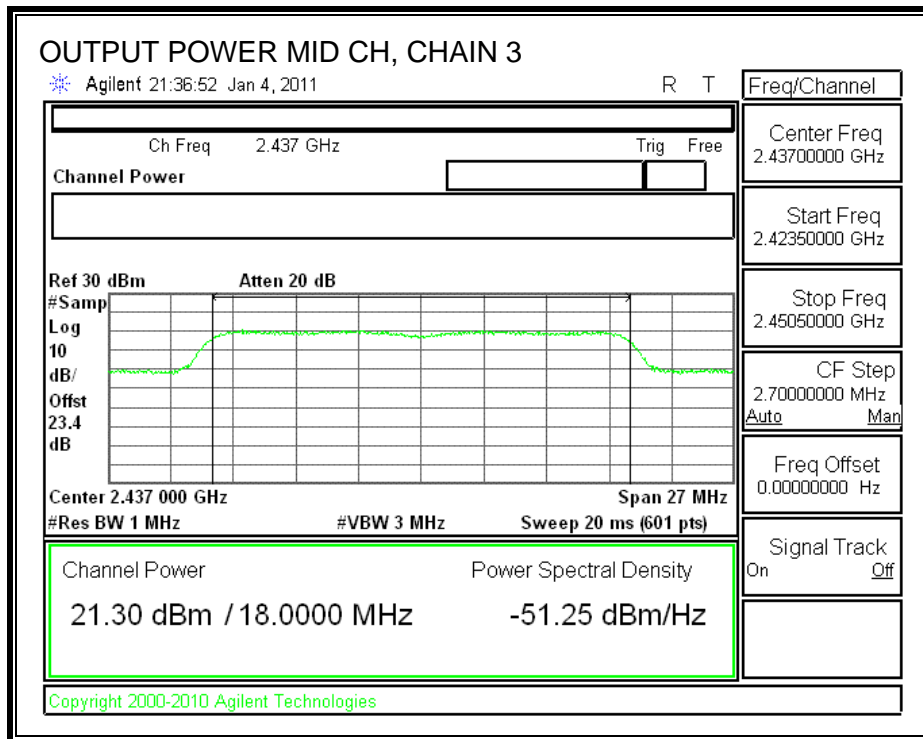 OUTPUT POWER MID CH, CHAIN 3
Agilent 21:36:52 Jan 4, 2011 R T
Freq/Channel
Ch Freq 2.437 GHz Trig Free
Channel Power
Center Freq
2.43700000 GHz
Start Freq
2.42350000 GHz
Stop Freq
2.45050000 GHz
CF Step
2.70000000 MHz
Auto Man
Freq Offset
0.00000000 Hz
Signal Track
On Off
Ref 30 dBm Atten 20 dB
#Samp
Log
10
dB/
Offst
23.4
dB
Center 2.437 000 GHz Span 27 MHz
#Res BW 1 MHz #VBW 3 MHz Sweep 20 ms (601 pts)
Channel Power Power Spectral Density
21.30 dBm / 18.0000 MHz -51.25 dBm/Hz
Copyright 2000-2010 Agilent Technologies